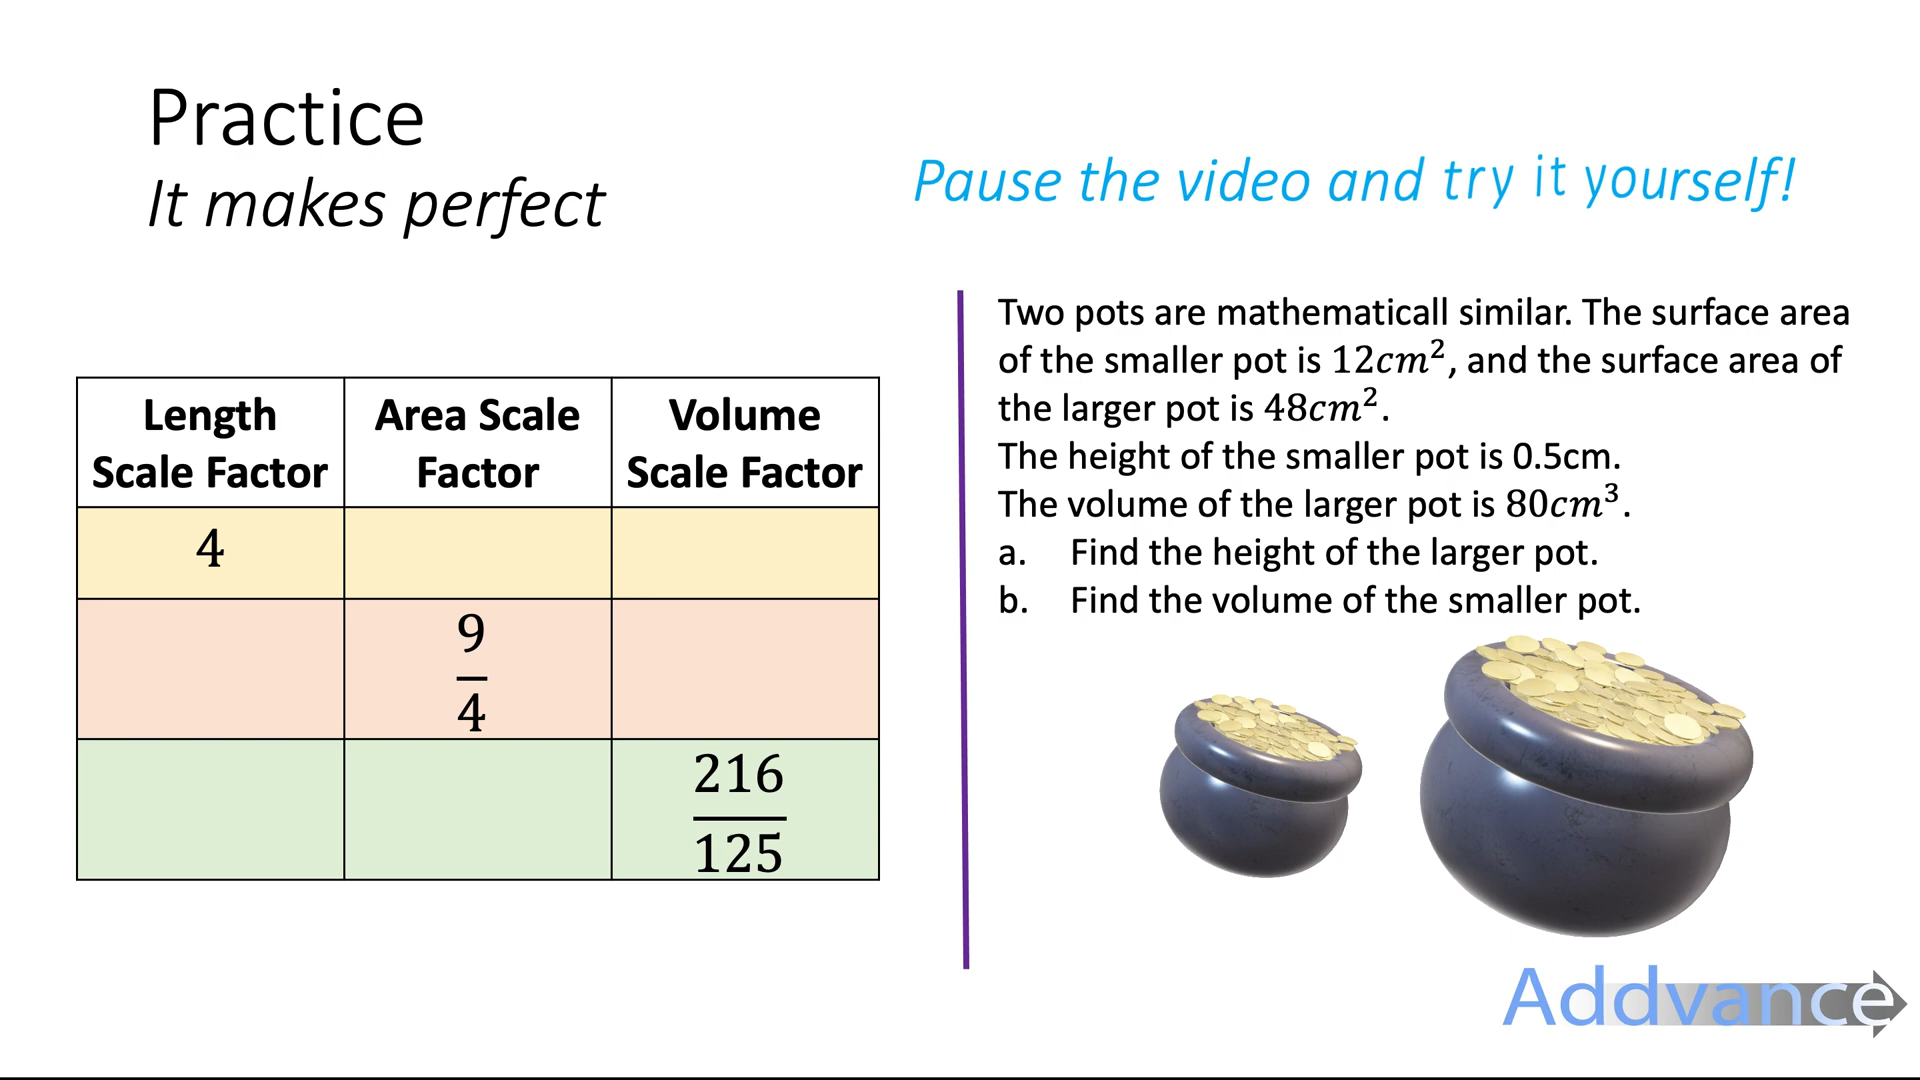 Practice
It makes perfect
Pause the video and try it yourself!
Length Scale Factor
Area Scale Factor
Volume Scale Factor
4
9/4
216/125
Two pots are mathematicall similar. The surface area
of the smaller pot is 12cm², and the surface area of
the larger pot is 48cm².
The height of the smaller pot is 0.5cm.
The volume of the larger pot is 80cm³.
a. Find the height of the larger pot.
b. Find the volume of the smaller pot.
Addvance